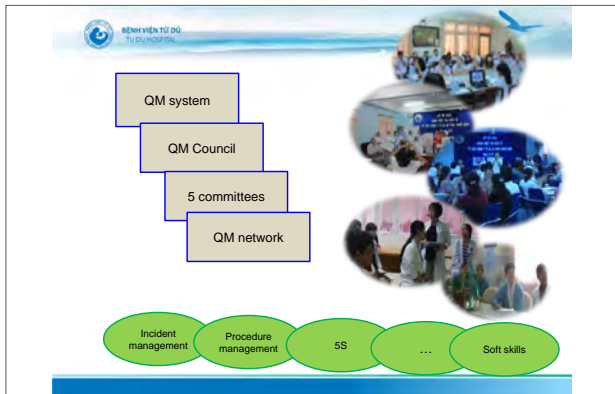 BỆNH VIỆN TỪ DŨ
TU DU HOSPITAL
QM system
QM Council
5 committees
QM network
Incident
management
Procedure
management
5S
…
Soft skills